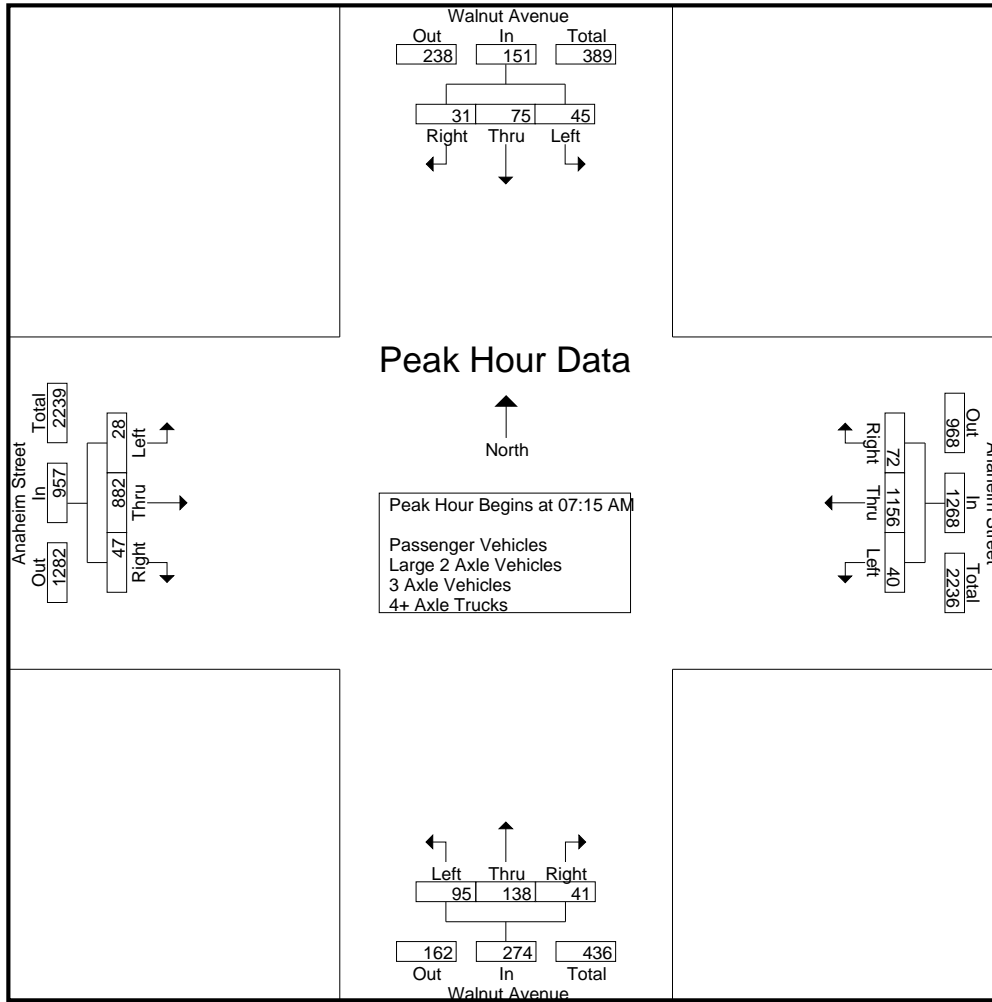 Walnut Avenue
Out In Total
238 151 389
31 75 45
Right Thru Left
Peak Hour Data
North
Peak Hour Begins at 07:15 AM
Passenger Vehicles
Large 2 Axle Vehicles
3 Axle Vehicles
4+ Axle Trucks
Anaheim Street
Out In Total
1282 957 2239
28 882 47
Left Thru Right
Anaheim Street
Out In Total
968 1268 2236
72 1156 40
Right Thru Left
Left Thru Right
95 138 41
162 274 436
Out In Total
Walnut Avenue